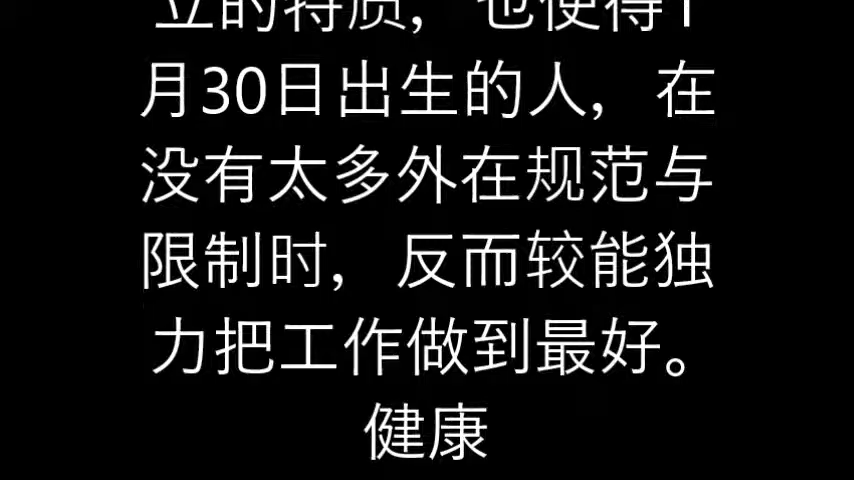 立的特质，也使得1
月30日出生的人，在
没有太多外在规范与
限制时，反而较能独
力把工作做到最好。
健康